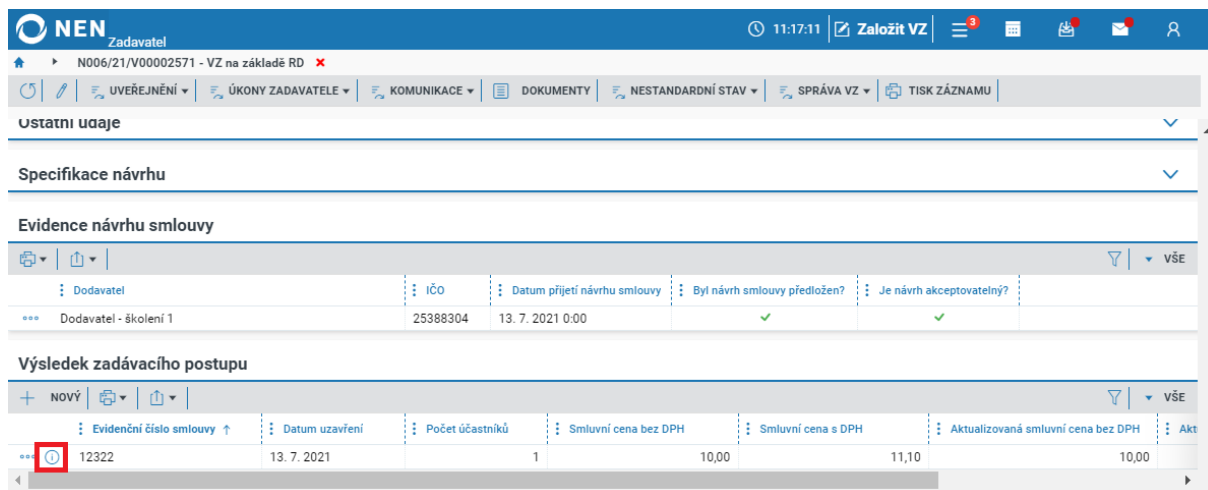 NEN Zadavatel 11:17:11 Založit VZ 3
N006/21/V00002571 - VZ na základě RD
UVEŘEJNĚNÍ ÚKONY ZADAVATELE KOMUNIKACE DOKUMENTY NESTANDARDNÍ STAV SPRÁVA VZ TISK ZÁZNAMU
Ostatní údaje
Specifikace návrhu
Evidence návrhu smlouvy
VŠE
Dodavatel IČO Datum přijetí návrhu smlouvy Byl návrh smlouvy předložen? Je návrh akceptovatelný?
Dodavatel - školení 1 25388304 13. 7. 2021 0:00
Výsledek zadávacího postupu
NOVÝ VŠE
Evidenční číslo smlouvy Datum uzavření Počet účastníků Smluvní cena bez DPH Smluvní cena s DPH Aktualizovaná smluvní cena bez DPH Akt
12322 13. 7. 2021 1 10,00 11,10 10,00